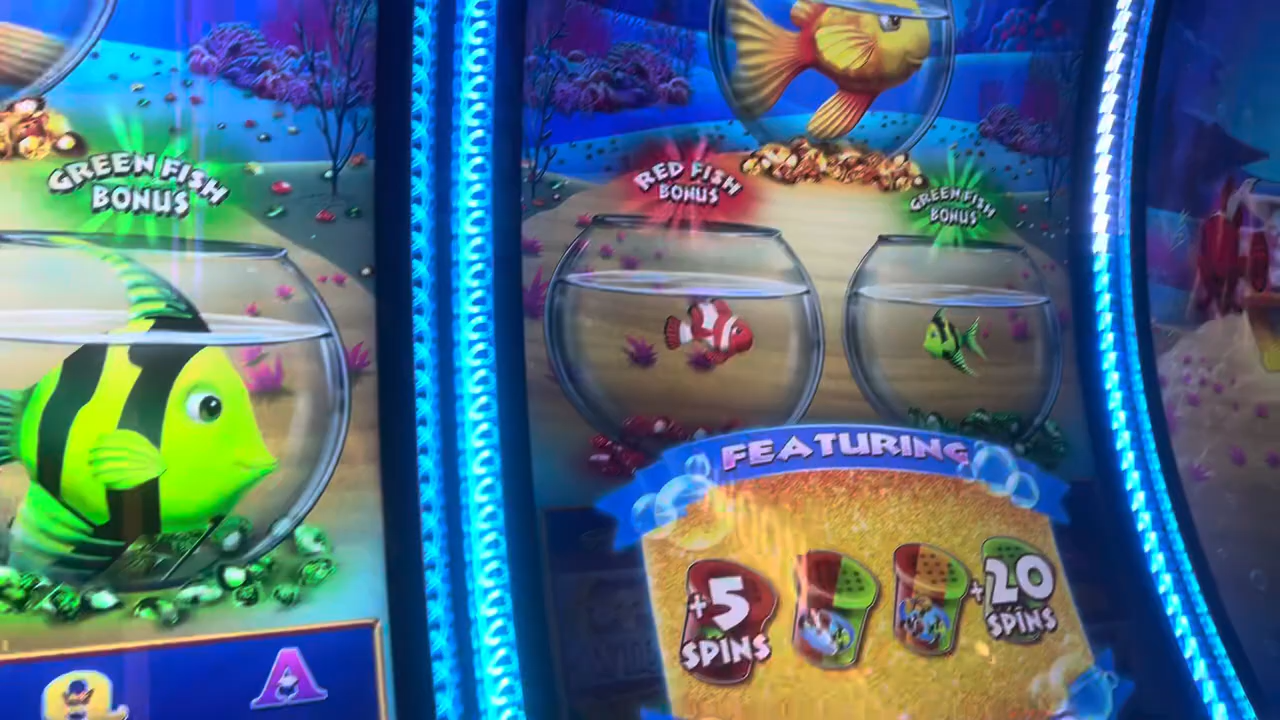 GREEN FISH
BONUS
RED FISH
BONUS
GREEN FISH
BONUS
FEATURING
+5
SPINS
+20
SPINS
A